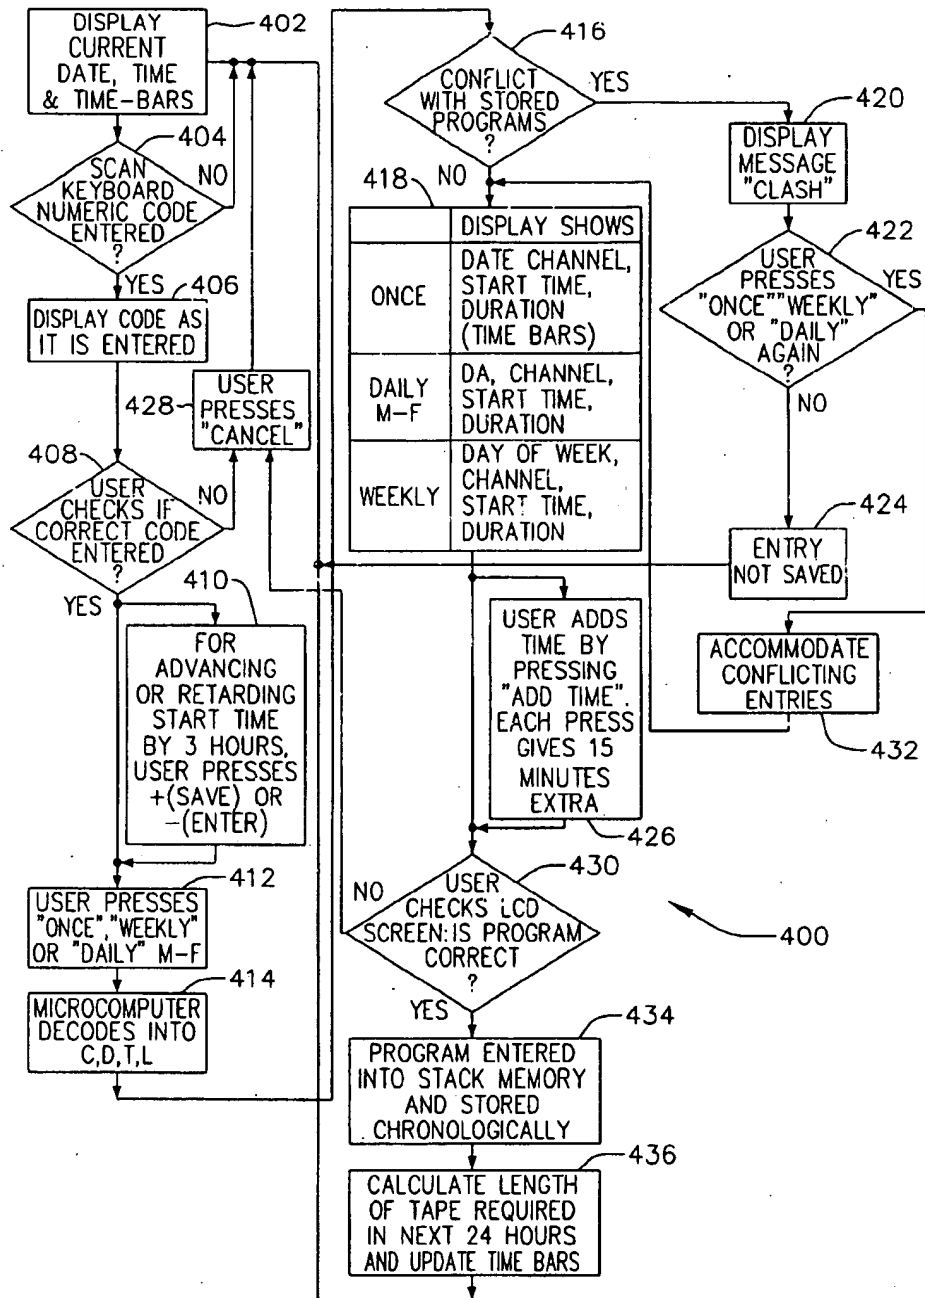 DISPLAY
CURRENT
DATE, TIME
& TIME-BARS
402
404
SCAN
KEYBOARD
NUMERIC CODE
ENTERED
?
NO
YES
406
DISPLAY CODE AS
IT IS ENTERED
428
USER
PRESSES
"CANCEL"
408
USER
CHECKS IF
CORRECT CODE
ENTERED
?
NO
YES
410
FOR
ADVANCING
OR RETARDING
START TIME
BY 3 HOURS,
USER PRESSES
+(SAVE) OR
-(ENTER)
412
USER PRESSES
"ONCE", "WEEKLY"
OR "DAILY" M-F
414
MICROCOMPUTER
DECODES INTO
C,D,T,L
416
CONFLICT
WITH STORED
PROGRAMS
?
YES
NO
418
DISPLAY SHOWS
ONCE
DATE CHANNEL,
START TIME,
DURATION
(TIME BARS)
DAILY
M-F
DA, CHANNEL,
START TIME,
DURATION
WEEKLY
DAY OF WEEK,
CHANNEL,
START TIME,
DURATION
420
DISPLAY
MESSAGE
"CLASH"
422
USER
PRESSES
"ONCE""WEEKLY"
OR "DAILY"
AGAIN
?
YES
NO
424
ENTRY
NOT SAVED
ACCOMMODATE
CONFLICTING
ENTRIES
432
USER ADDS
TIME BY
PRESSING
"ADD TIME".
EACH PRESS
GIVES 15
MINUTES
EXTRA
426
430
USER
CHECKS LCD
SCREEN:IS PROGRAM
CORRECT
?
NO
YES
400
434
PROGRAM ENTERED
INTO STACK MEMORY
AND STORED
CHRONOLOGICALLY
436
CALCULATE LENGTH
OF TAPE REQUIRED
IN NEXT 24 HOURS
AND UPDATE TIME BARS